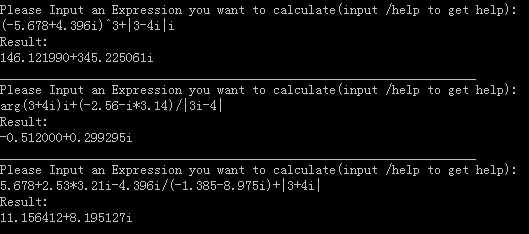 Please Input an Expression you want to calculate(input /help to get help):
(-5.678+4.396i)^3+|3-4i|i
Result:
146.121990+345.225061i
Please Input an Expression you want to calculate(input /help to get help):
arg(3+4i)i+(-2.56-i*3.14)/|3i-4|
Result:
-0.512000+0.299295i
Please Input an Expression you want to calculate(input /help to get help):
5.678+2.53*3.21i-4.396i/(-1.385-8.975i)+|3+4i|
Result:
11.156412+8.195127i